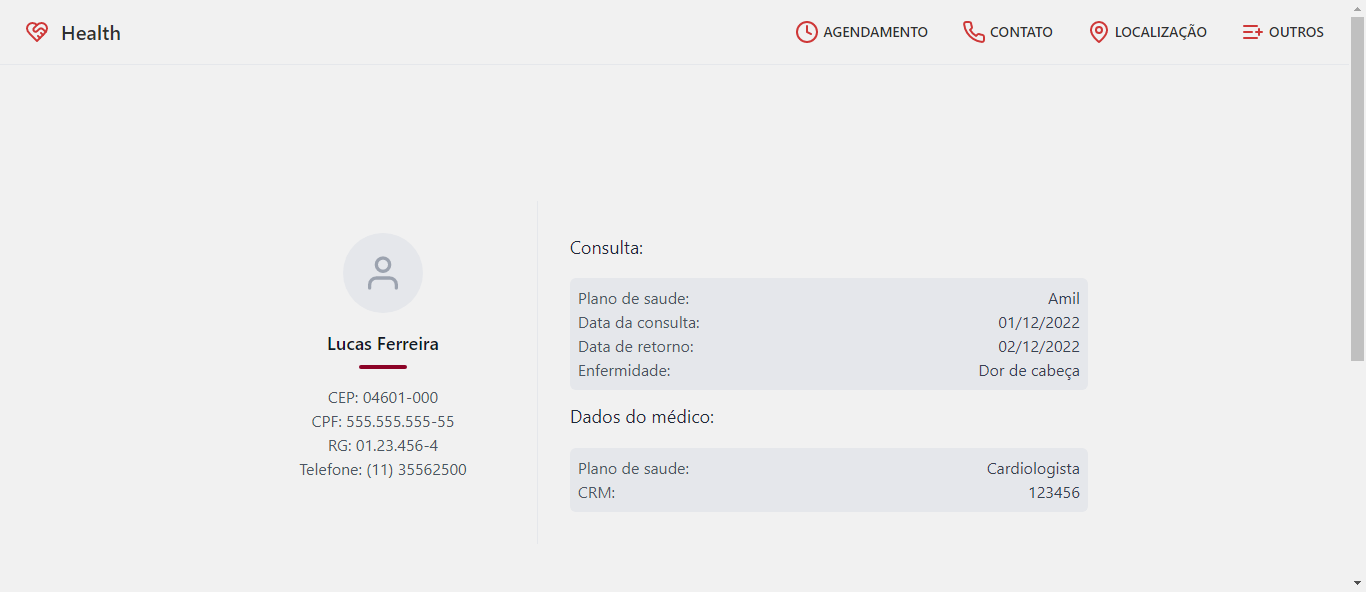 Health
AGENDAMENTO
CONTATO
LOCALIZAÇÃO
OUTROS
Lucas Ferreira
CEP: 04601-000
CPF: 555.555.555-55
RG: 01.23.456-4
Telefone: (11) 35562500
Consulta:
Plano de saude: Amil
Data da consulta: 01/12/2022
Data de retorno: 02/12/2022
Enfermidade: Dor de cabeça
Dados do médico:
Plano de saude: Cardiologista
CRM: 123456